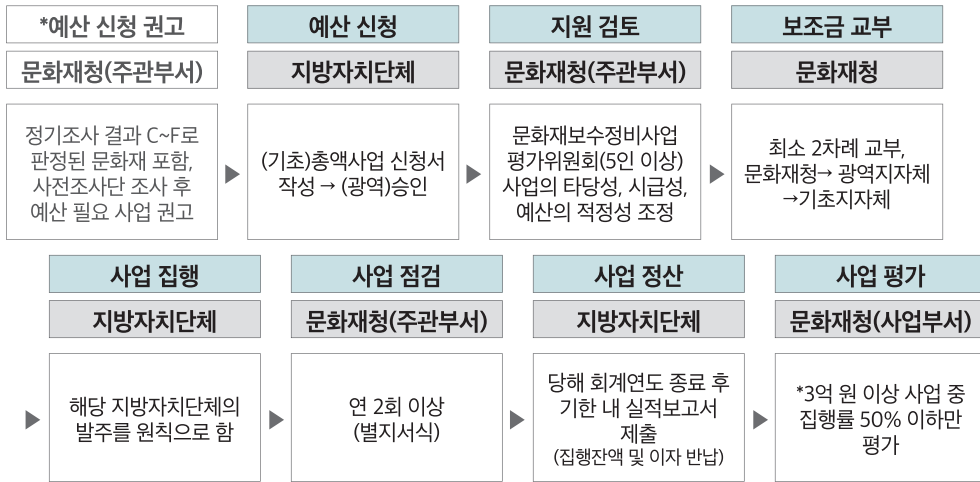 *예산 신청 권고
문화재청(주관부서)
정기조사 결과 C~F로
판정된 문화재 포함,
사전조사단 조사 후
예산 필요 사업 권고
예산 신청
지방자치단체
(기초)총액사업 신청서
작성 → (광역)승인
지원 검토
문화재청(주관부서)
문화재보수정비사업
평가위원회(5인 이상)
사업의 타당성, 시급성,
예산의 적정성 조정
보조금 교부
문화재청
최소 2차례 교부,
문화재청→ 광역지자체
→기초지자체
사업 집행
지방자치단체
해당 지방자치단체의
발주를 원칙으로 함
사업 점검
문화재청(주관부서)
연 2회 이상
(별지서식)
사업 정산
지방자치단체
당해 회계연도 종료 후
기한 내 실적보고서
제출
(집행잔액 및 이자 반납)
사업 평가
문화재청(사업부서)
*3억 원 이상 사업 중
집행률 50% 이하만
평가